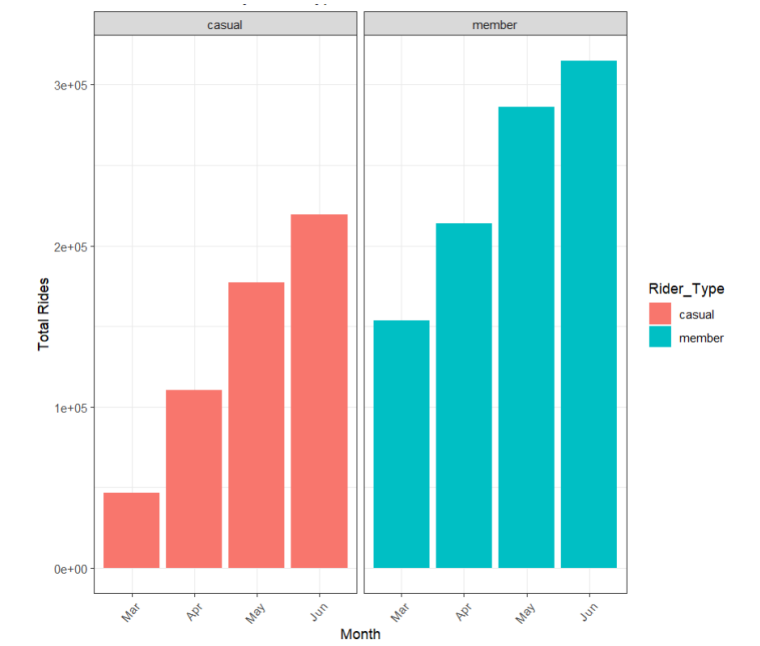 casual
member
3e+05
2e+05
1e+05
0e+00
Total Rides
Mar
Apr
May
Jun
Mar
Apr
May
Jun
Month
Rider_Type
casual
member